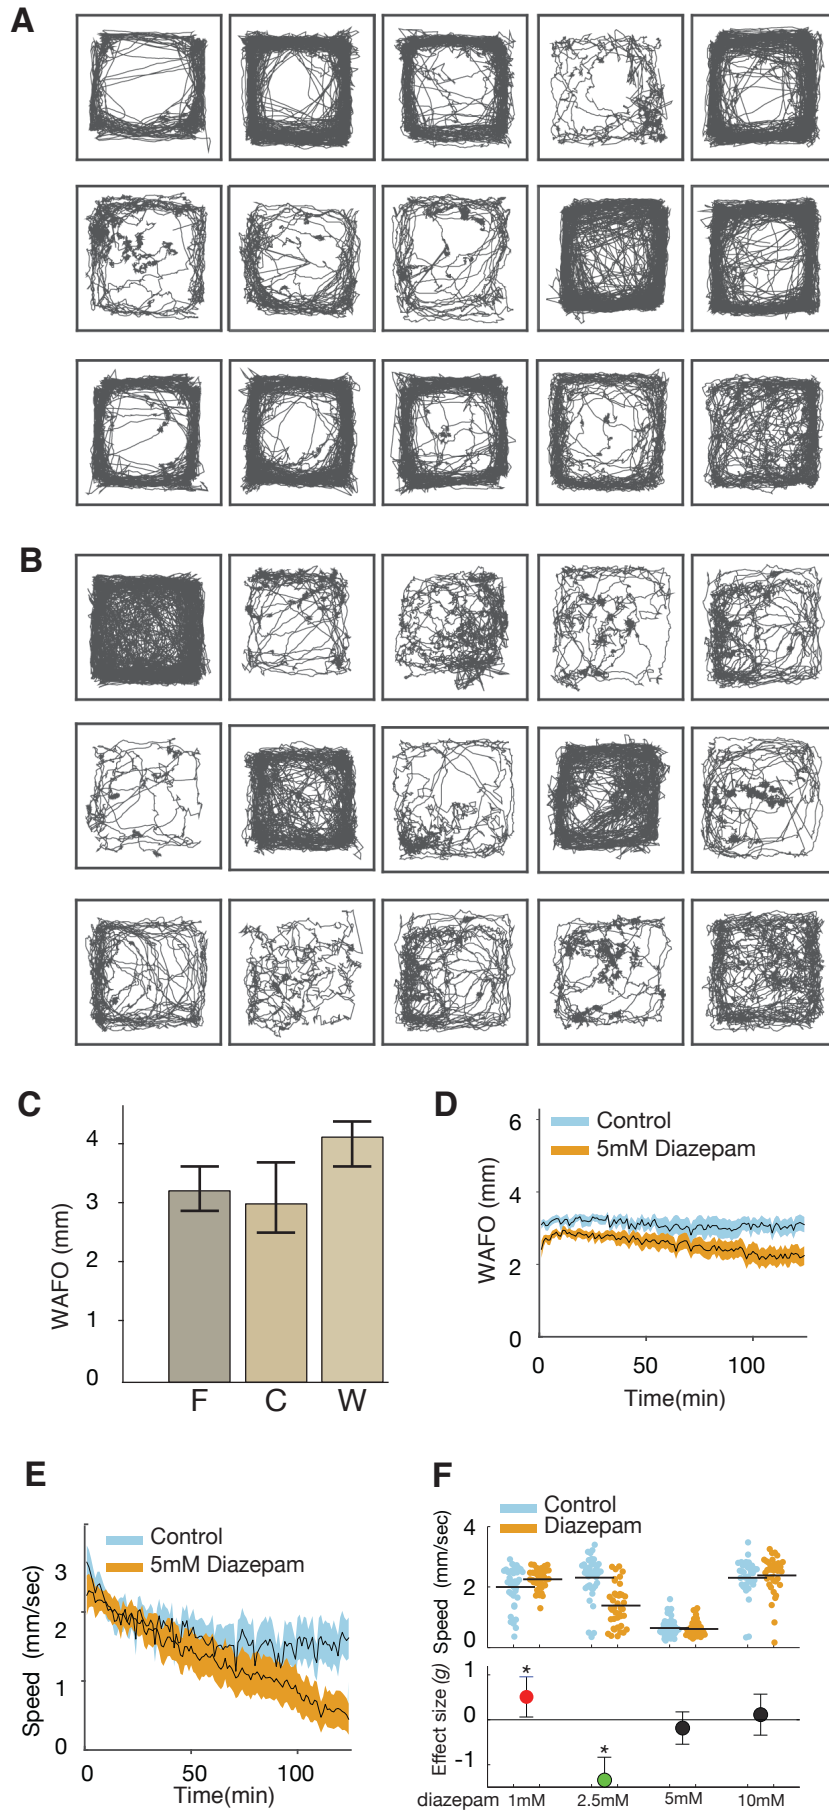 A
B
C
4
3
2
1
0
WAFO (mm)
F
C
W
D
Control
5mM Diazepam
6
4
2
0
WAFO (mm)
0
50
100
Time(min)
E
Control
5mM Diazepam
3
2
1
0
Speed (mm/sec)
0
50
100
Time(min)
F
Control
Diazepam
4
2
0
Speed (mm/sec)
1
0
-1
Effect size (g)
*
*
diazepam 1mM 2.5mM 5mM 10mM